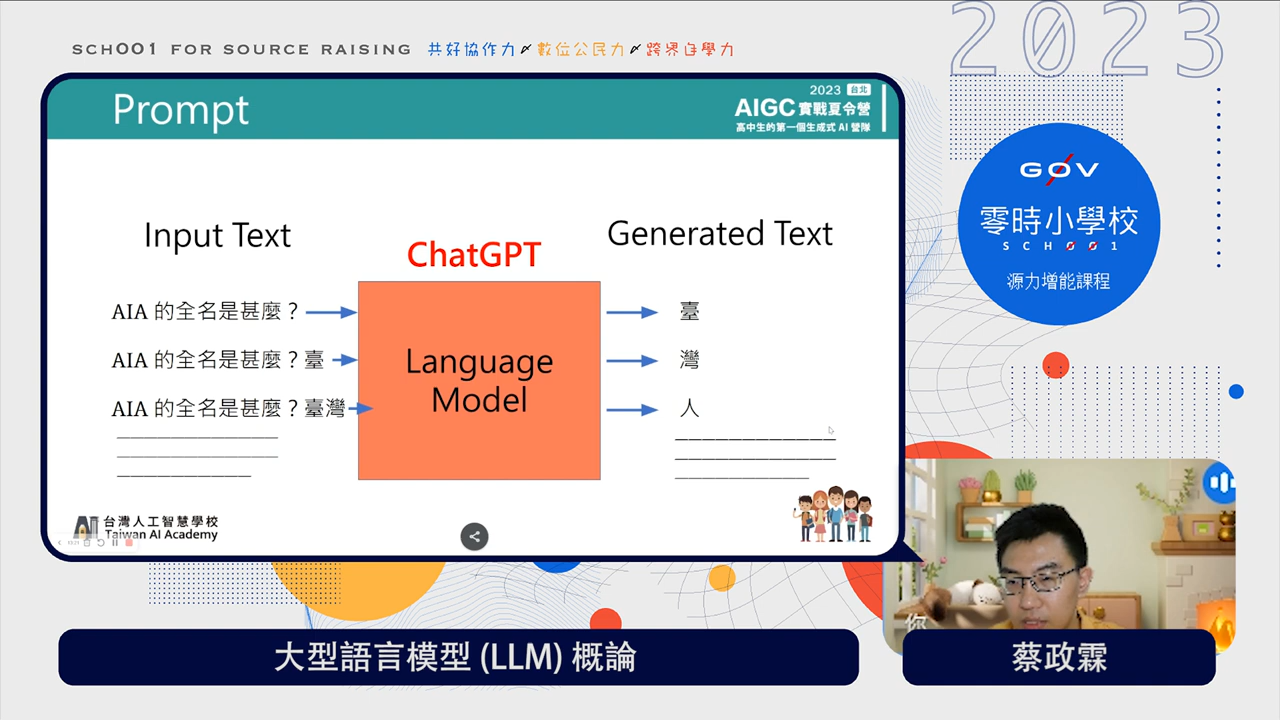 SCH001 FOR SOURCE RAISING 共好協作力 數位公民力 跨界自學力
2023
Prompt
2023 台北
AIGC 實戰夏令營
高中生的第一個生成式 AI 營隊
Input Text
ChatGPT
Generated Text
AIA 的全名是甚麼？
臺
AIA 的全名是甚麼？臺
灣
AIA 的全名是甚麼？臺灣
人
Language
Model
台灣人工智慧學校
Taiwan AI Academy
G0V
零時小學校
SCH001
源力增能課程
你
大型語言模型 (LLM) 概論
蔡政霖